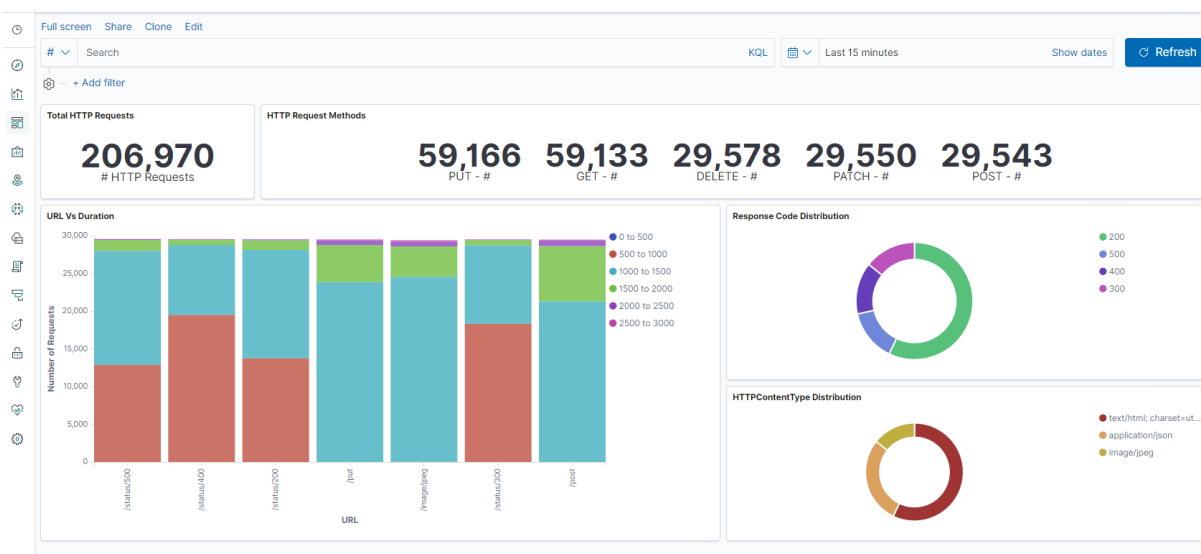 Full screen Share Clone Edit
# Search KQL Last 15 minutes Show dates Refresh
+ Add filter
Total HTTP Requests
206,970
# HTTP Requests
HTTP Request Methods
59,166 59,133 29,578 29,550 29,543
PUT - # GET - # DELETE - # PATCH - # POST - #
URL Vs Duration
30,000
25,000
20,000
15,000
10,000
5,000
0
Number of Requests
/status/500
/status/400
/status/200
/put
/image/jpeg
/status/300
/post
URL
0 to 500
500 to 1000
1000 to 1500
1500 to 2000
2000 to 2500
2500 to 3000
Response Code Distribution
200
500
400
300
HTTPContentType Distribution
text/html; charset=ut...
application/json
image/jpeg